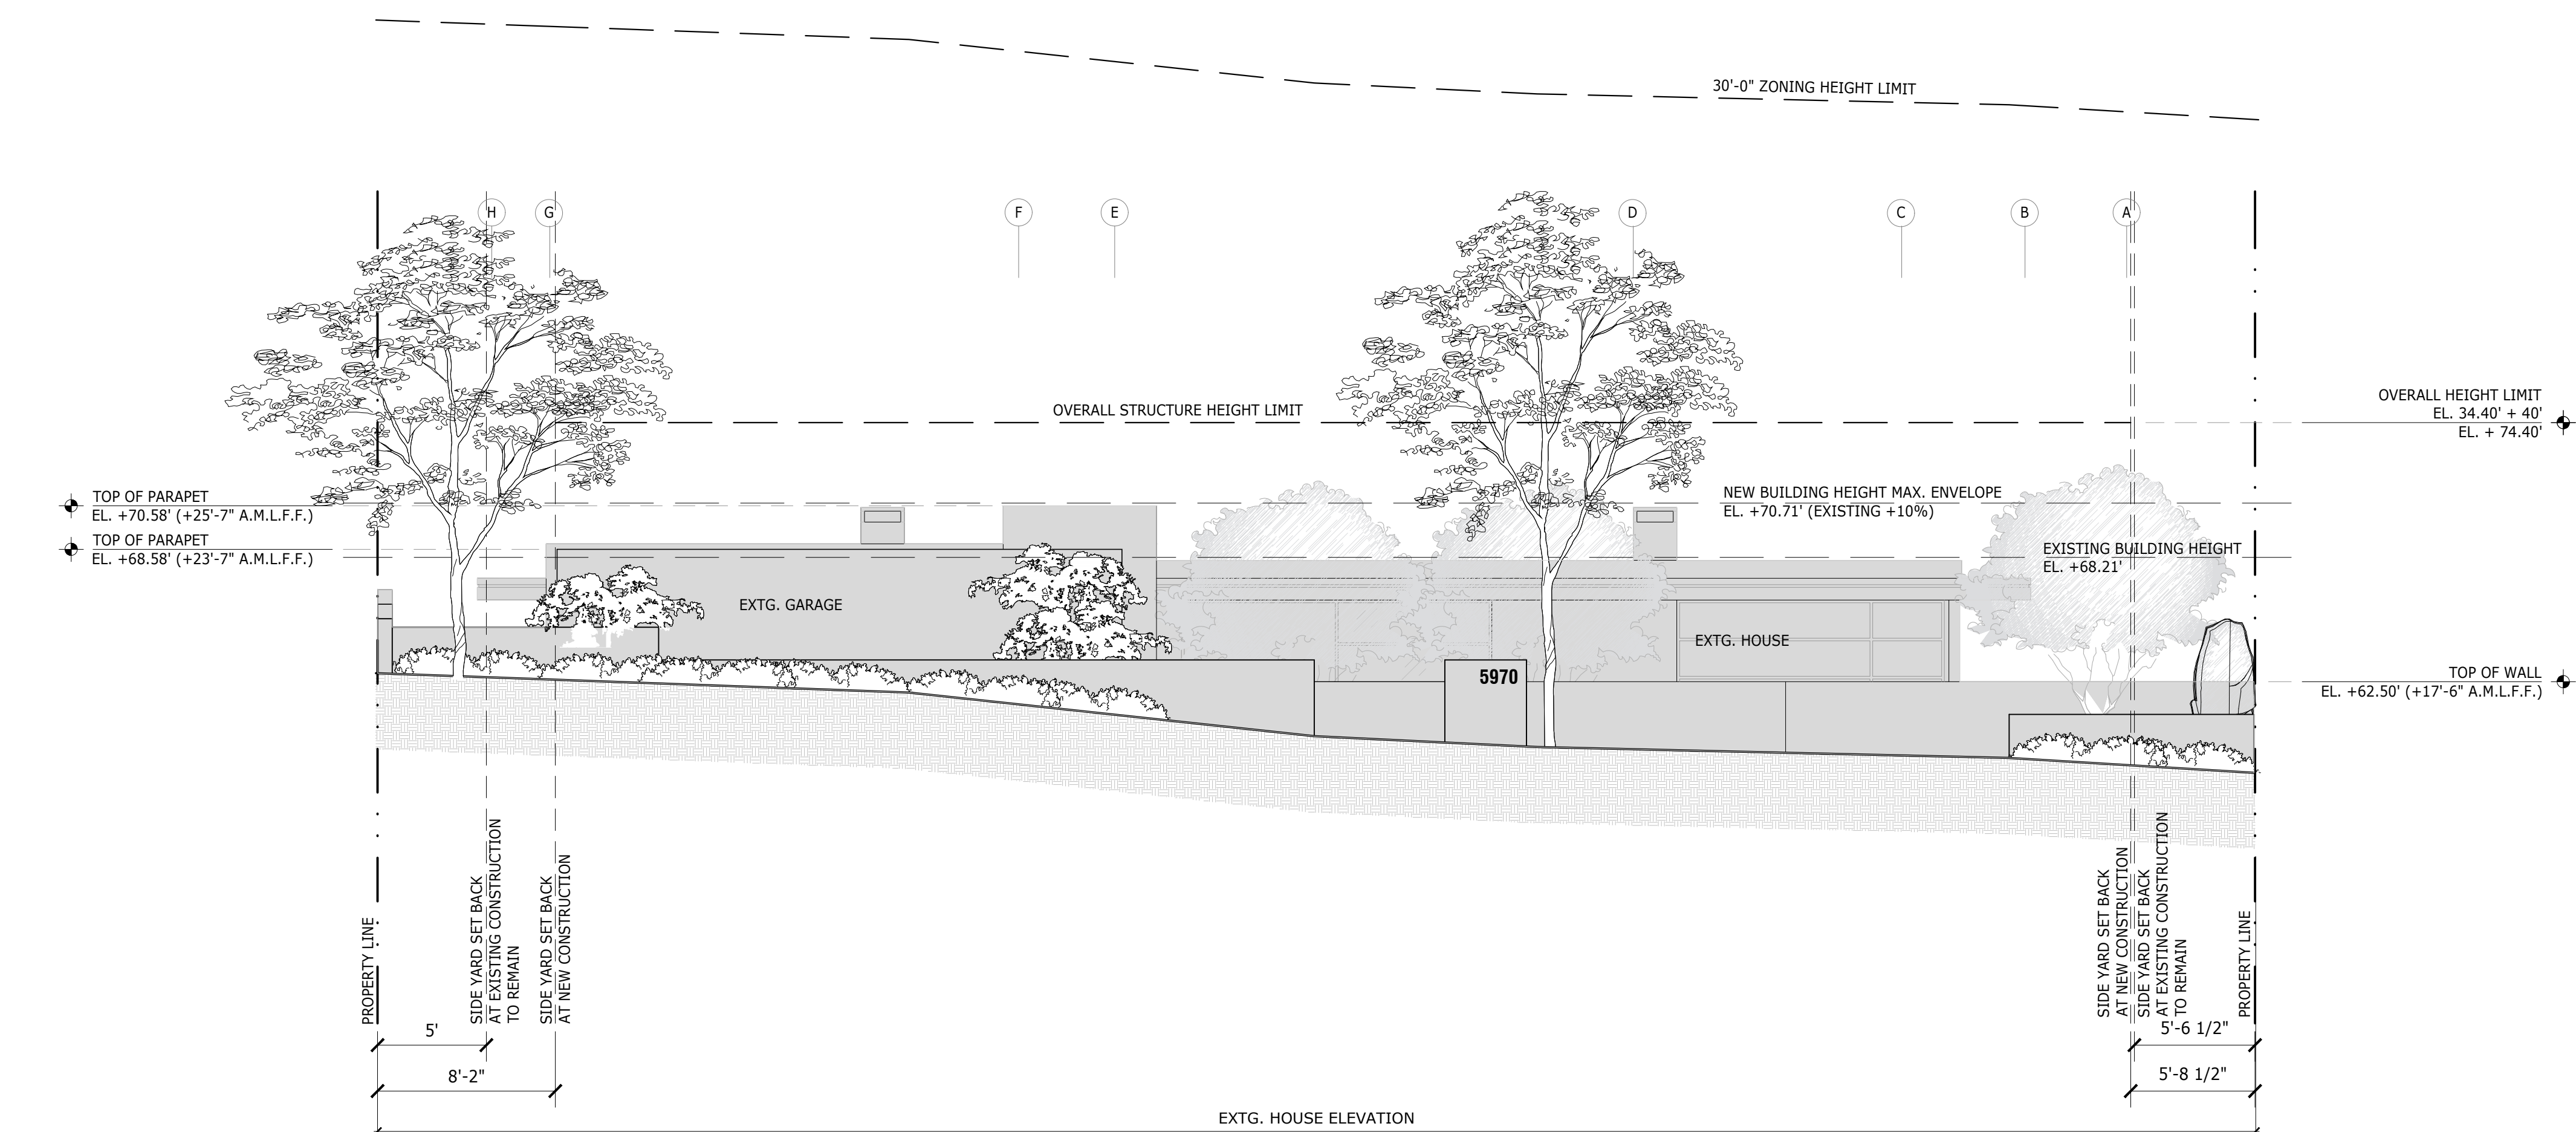 30'-0" ZONING HEIGHT LIMIT
H
G
F
E
D
C
B
A
OVERALL STRUCTURE HEIGHT LIMIT
OVERALL HEIGHT LIMIT
EL. 34.40' + 40'
EL. + 74.40'
TOP OF PARAPET
EL. +70.58' (+25'-7" A.M.L.F.F.)
TOP OF PARAPET
EL. +68.58' (+23'-7" A.M.L.F.F.)
NEW BUILDING HEIGHT MAX. ENVELOPE
EL. +70.71' (EXISTING +10%)
EXISTING BUILDING HEIGHT
EL. +68.21'
EXTG. GARAGE
EXTG. HOUSE
5970
TOP OF WALL
EL. +62.50' (+17'-6" A.M.L.F.F.)
PROPERTY LINE
SIDE YARD SET BACK
AT EXISTING CONSTRUCTION
TO REMAIN
SIDE YARD SET BACK
AT NEW CONSTRUCTION
SIDE YARD SET BACK
AT NEW CONSTRUCTION
SIDE YARD SET BACK
AT EXISTING CONSTRUCTION
TO REMAIN
PROPERTY LINE
5'
5'-6 1/2"
8'-2"
5'-8 1/2"
EXTG. HOUSE ELEVATION